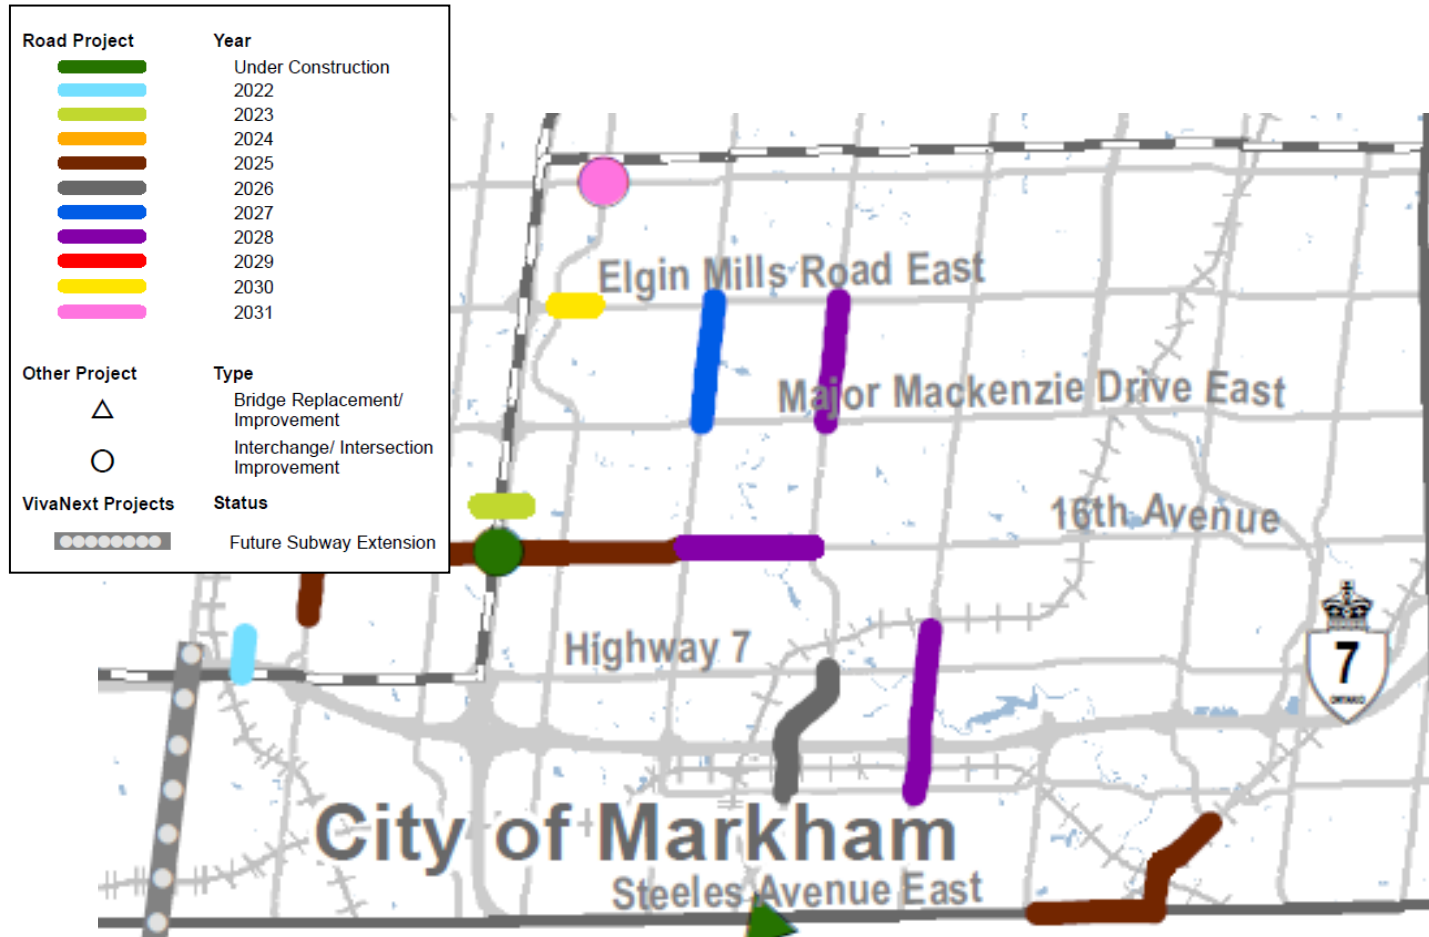 Road Project Year
Under Construction
2022
2023
2024
2025
2026
2027
2028
2029
2030
2031
Other Project Type
Bridge Replacement/
Improvement
Interchange/ Intersection
Improvement
VivaNext Projects Status
Future Subway Extension
Elgin Mills Road East
Major Mackenzie Drive East
16th Avenue
Highway 7
7
ONTARIO
City of Markham
Steeles Avenue East